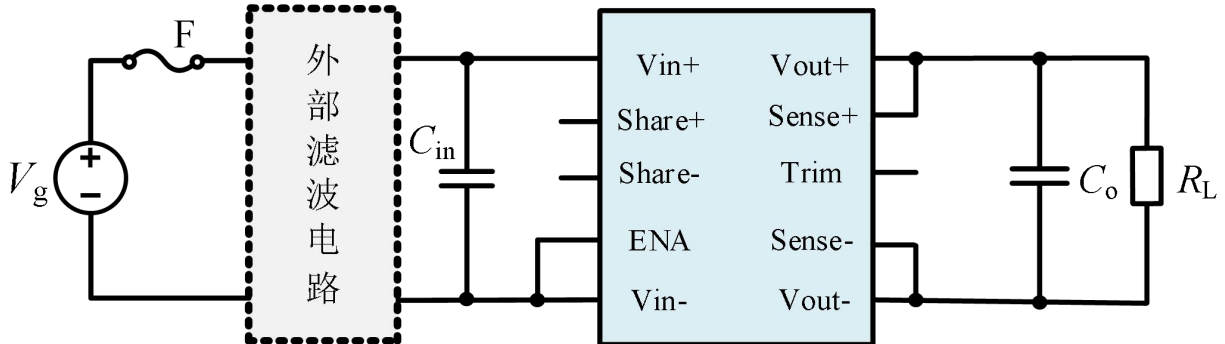 F
Vg
外部滤波电路
Cin
Vin+
Share+
Share-
ENA
Vin-
Vout+
Sense+
Trim
Sense-
Vout-
Co
RL